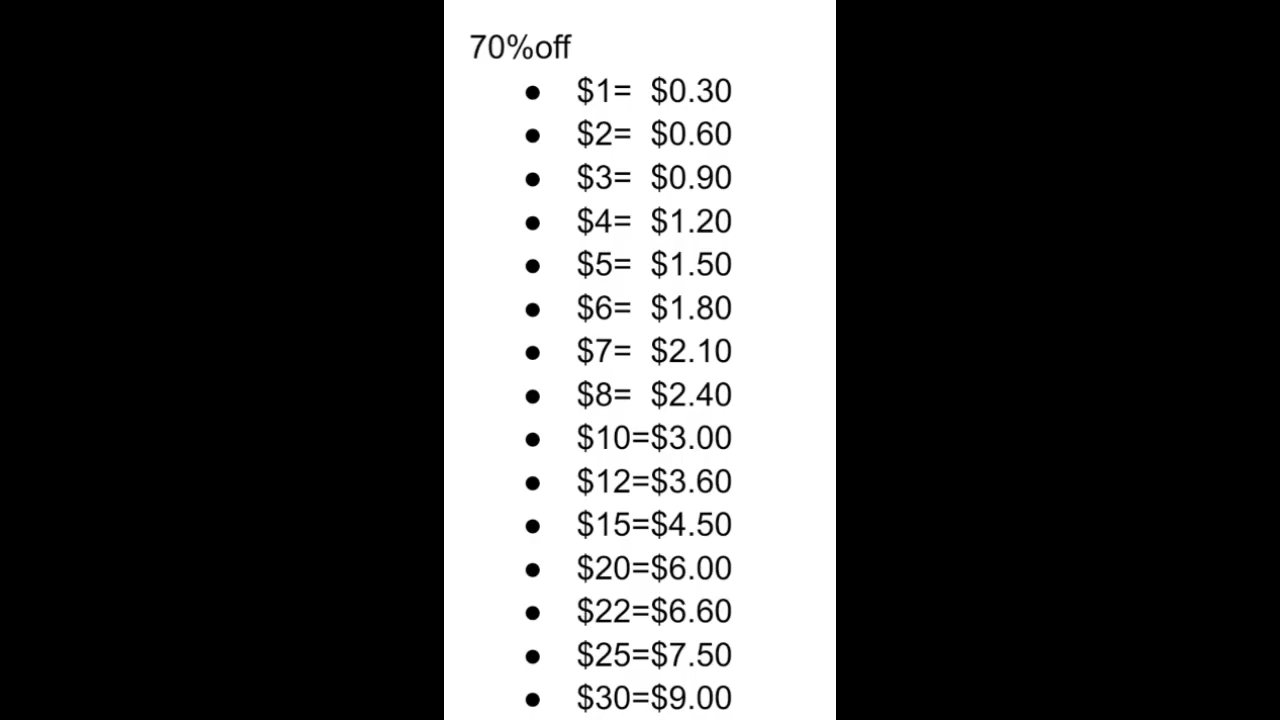 70%off
● $1= $0.30
● $2= $0.60
● $3= $0.90
● $4= $1.20
● $5= $1.50
● $6= $1.80
● $7= $2.10
● $8= $2.40
● $10=$3.00
● $12=$3.60
● $15=$4.50
● $20=$6.00
● $22=$6.60
● $25=$7.50
● $30=$9.00